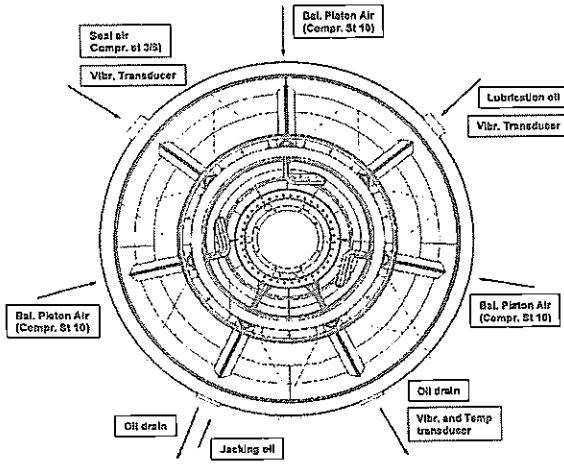 Bal. Piston Air
(Compr. St 10)
Seal air
Compr. st 3/6)
Vibr. Transducer
Lubrication oil
Vibr. Transducer
Bal. Piston Air
(Compr. St 10)
Bal. Piston Air
(Compr. St 10)
Oil drain
Vibr. and Temp
transducer
Oil drain
Jacking oil